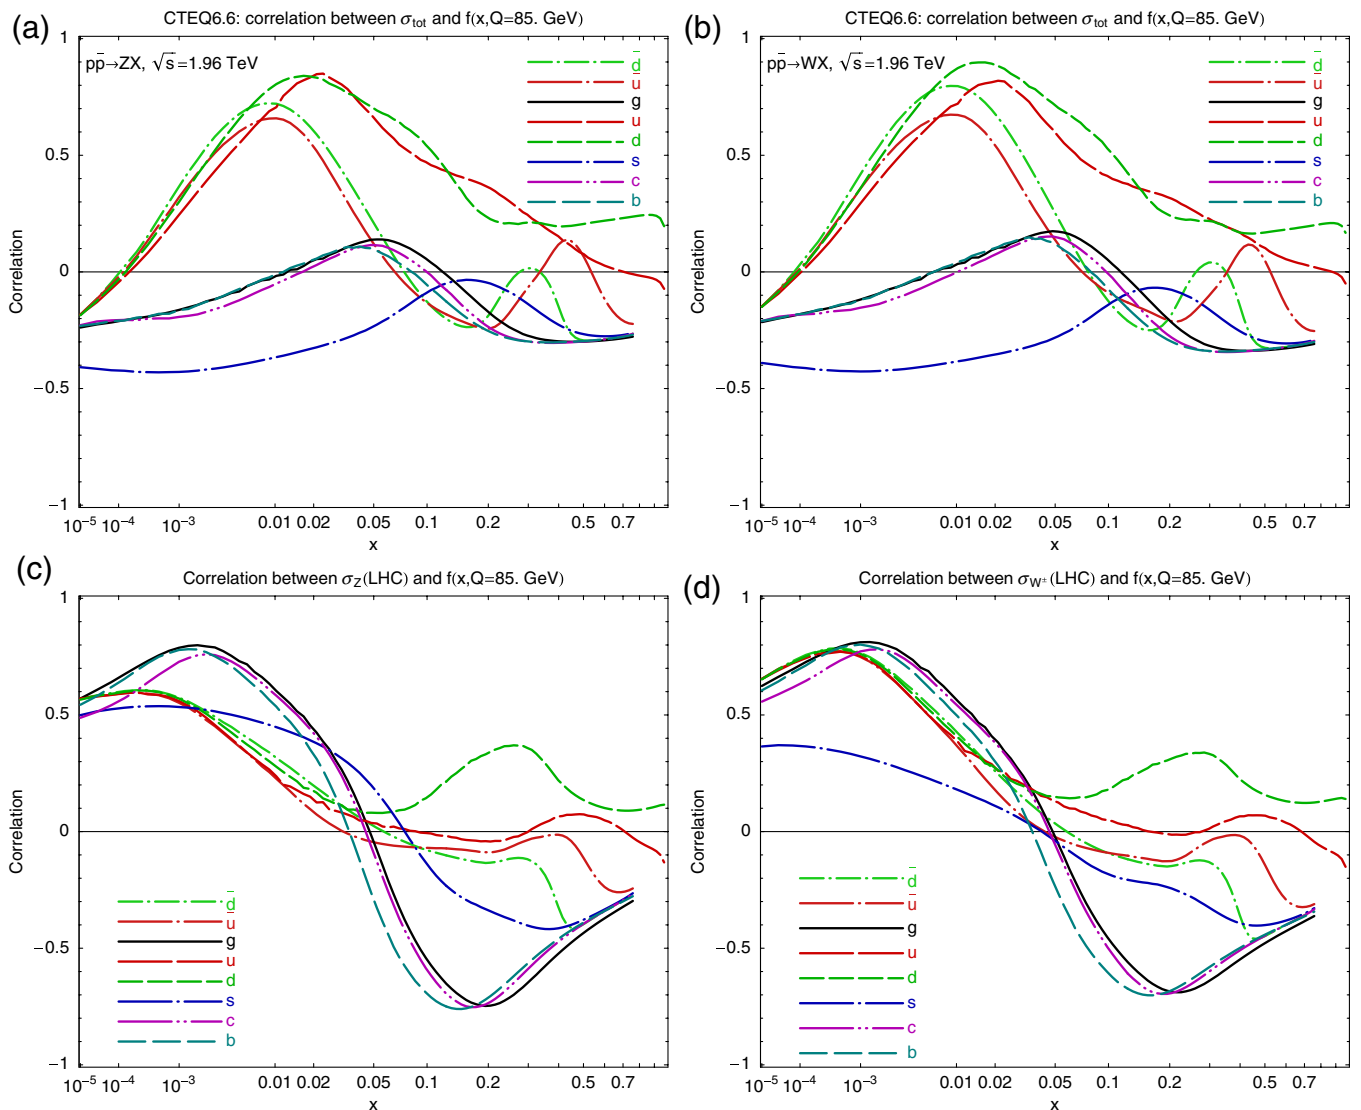 (a)
CTEQ6.6: correlation between σtot and f(x,Q=85. GeV)
pp̄→ZX, √s=1.96 TeV
d̄
ū
g
u
d
s
c
b
Correlation
1
0.5
0
−0.5
−1
10⁻⁵ 10⁻⁴ 10⁻³ 0.01 0.02 0.05 0.1 0.2 0.5 0.7
x
(b)
CTEQ6.6: correlation between σtot and f(x,Q=85. GeV)
pp̄→WX, √s=1.96 TeV
d̄
ū
g
u
d
s
c
b
Correlation
1
0.5
0
−0.5
−1
10⁻⁵ 10⁻⁴ 10⁻³ 0.01 0.02 0.05 0.1 0.2 0.5 0.7
x
(c)
Correlation between σZ(LHC) and f(x,Q=85. GeV)
Correlation
1
0.5
0
−0.5
−1
d̄
ū
g
u
d
s
c
b
10⁻⁵ 10⁻⁴ 10⁻³ 0.01 0.02 0.05 0.1 0.2 0.5 0.7
x
(d)
Correlation between σW±(LHC) and f(x,Q=85. GeV)
Correlation
1
0.5
0
−0.5
−1
d̄
ū
g
u
d
s
c
b
10⁻⁵ 10⁻⁴ 10⁻³ 0.01 0.02 0.05 0.1 0.2 0.5 0.7
x